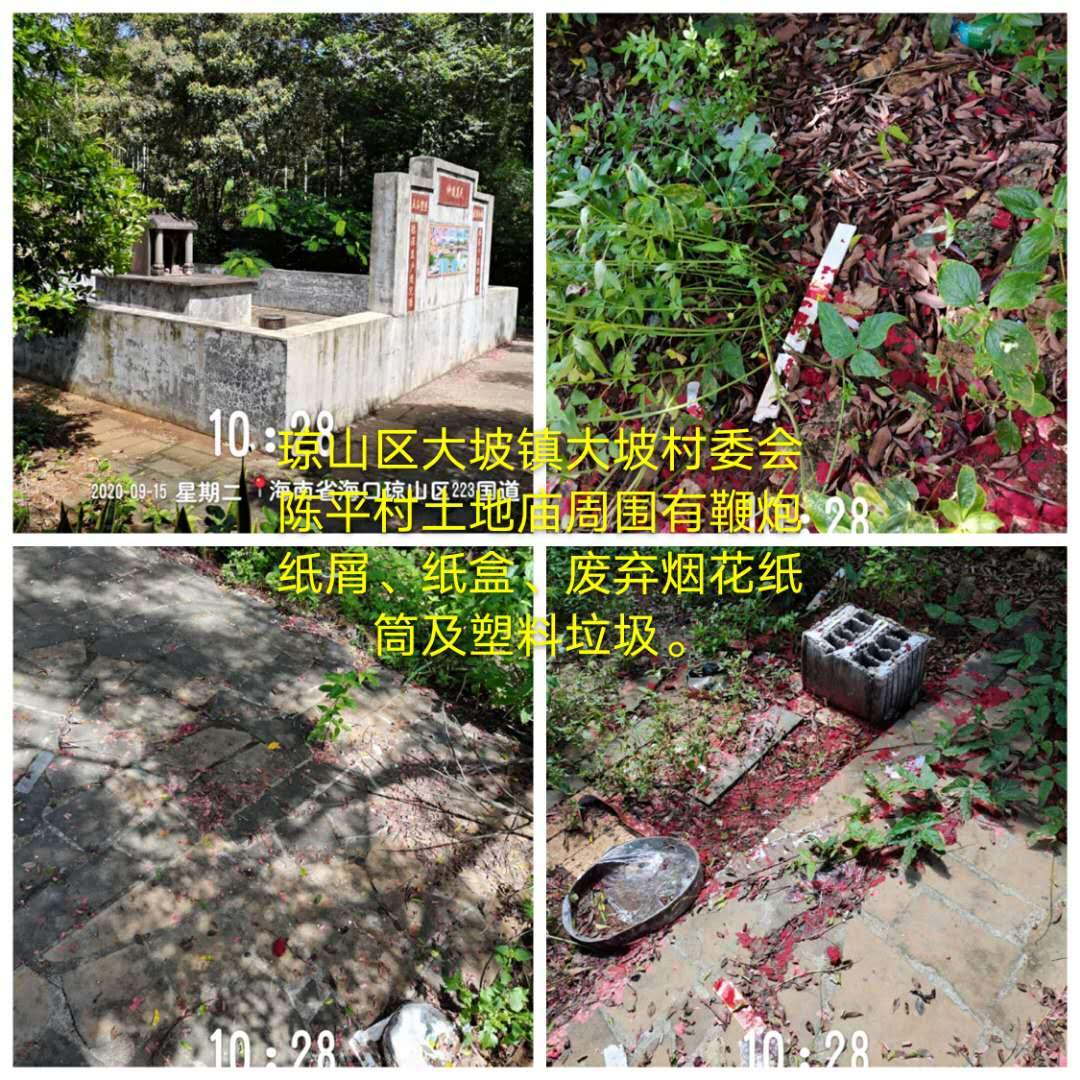 10:28
2020-09-15 星期二 海南省海口琼山区223国道
琼山区大坡镇大坡村委会
陈平村土地庙周围有鞭炮
纸屑、纸盒、废弃烟花纸
筒及塑料垃圾。
10:28
10:28
10:28